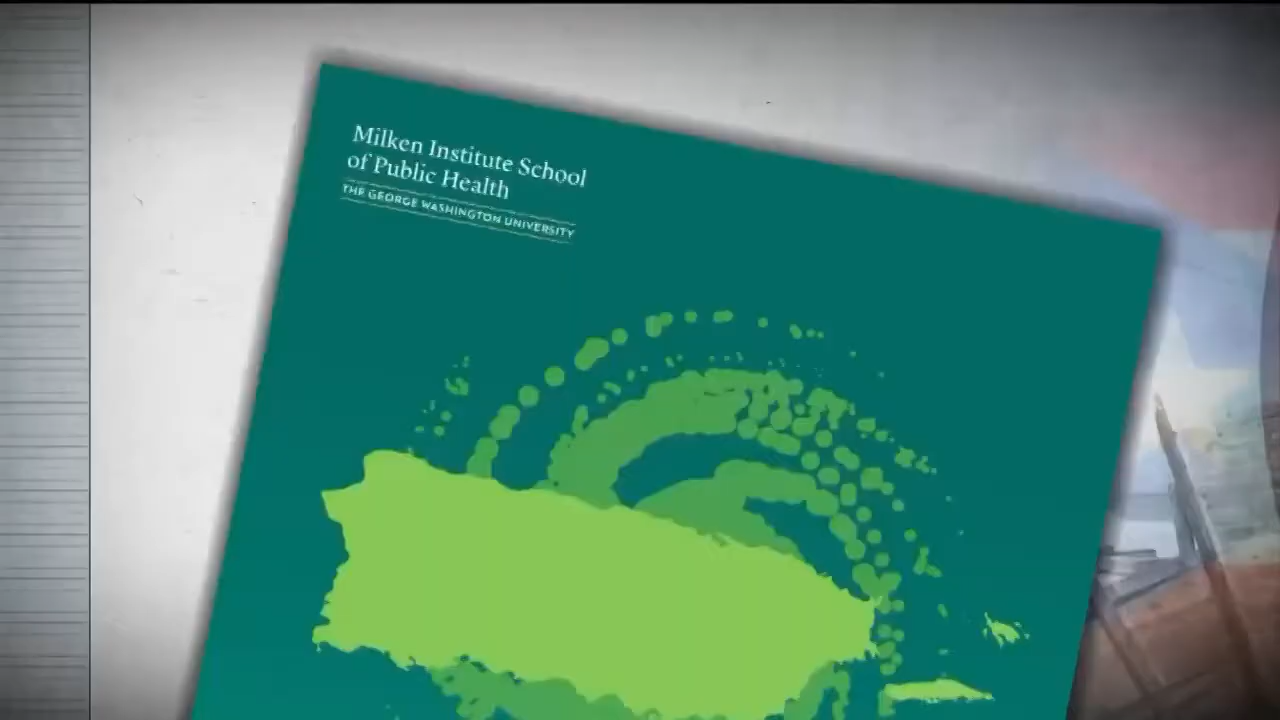 Milken Institute School
of Public Health
THE GEORGE WASHINGTON UNIVERSITY